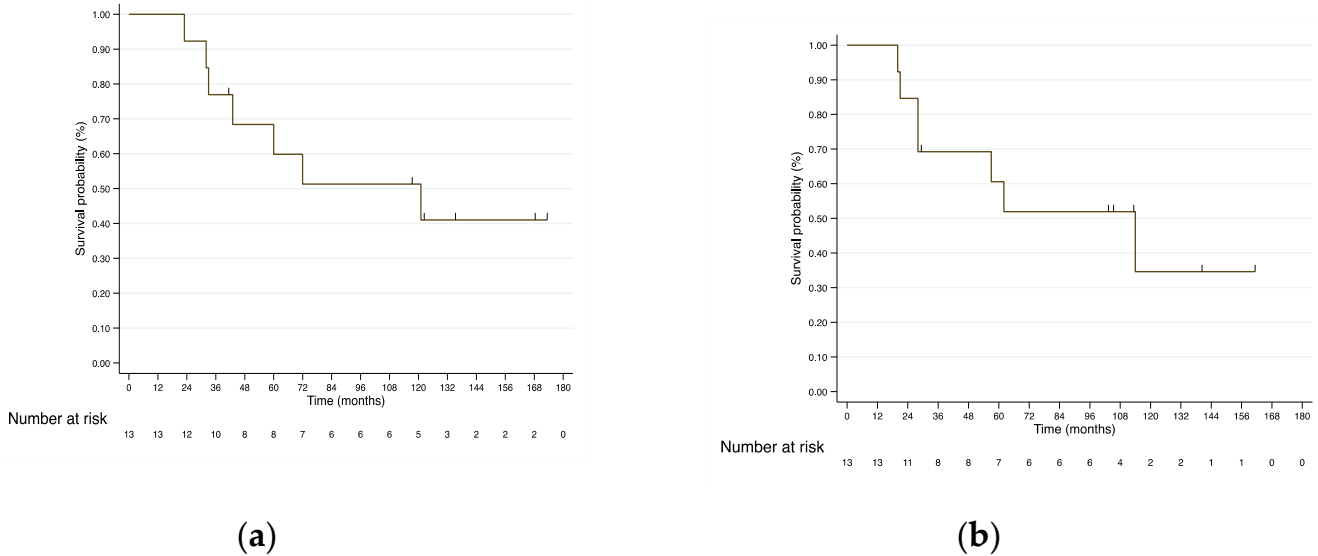 1.00
0.90
0.80
0.70
0.60
0.50
0.40
0.30
0.20
0.10
0.00
Survival probability (%)
0 12 24 36 48 60 72 84 96 108 120 132 144 156 168 180
Time (months)
Number at risk
13 13 12 10 8 8 7 6 6 6 5 3 2 2 2 0
(a)
1.00
0.90
0.80
0.70
0.60
0.50
0.40
0.30
0.20
0.10
0.00
Survival probability (%)
0 12 24 36 48 60 72 84 96 108 120 132 144 156 168 180
Time (months)
Number at risk
13 13 11 8 8 7 6 6 6 4 2 2 1 1 0 0
(b)